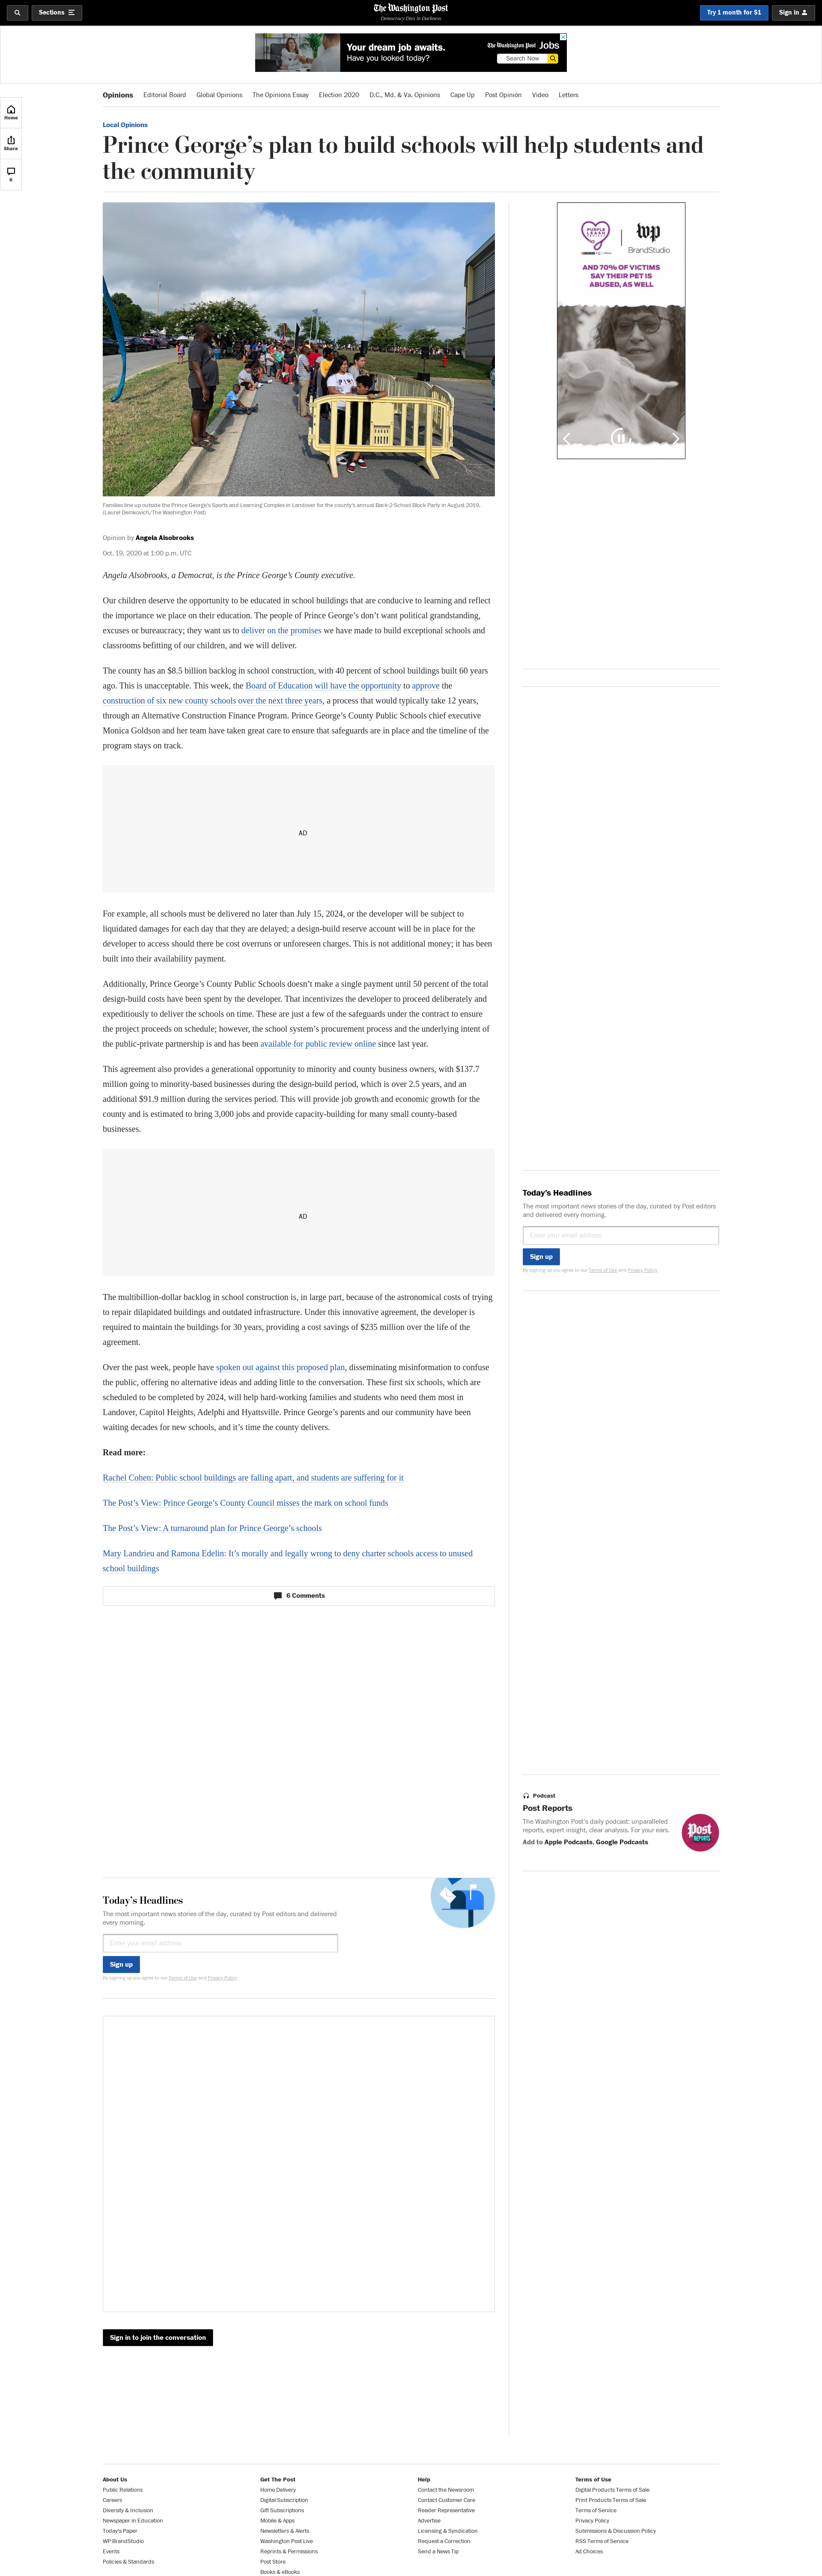 Sections
The Washington Post
Democracy Dies in Darkness
Try 1 month for $1
Sign in
Your dream job awaits.
Have you looked today?
The Washington Post Jobs
Search Now
Home
Share
6
Opinions
Editorial Board
Global Opinions
The Opinions Essay
Election 2020
D.C., Md. & Va. Opinions
Cape Up
Post Opinión
Video
Letters
Local Opinions
Prince George’s plan to build schools will help students and
the community
PURPLE
LEASH
wp
BrandStudio
AND 70% OF VICTIMS
SAY THEIR PET IS
ABUSED, AS WELL
Families line up outside the Prince George's Sports and Learning Complex in Landover for the county's annual Back-2-School Block Party in August 2019.
(Laurel Demkovich/The Washington Post)
Opinion by Angela Alsobrooks
Oct. 19, 2020 at 1:00 p.m. UTC
Angela Alsobrooks, a Democrat, is the Prince George’s County executive.
Our children deserve the opportunity to be educated in school buildings that are conducive to learning and reflect
the importance we place on their education. The people of Prince George’s don’t want political grandstanding,
excuses or bureaucracy; they want us to deliver on the promises we have made to build exceptional schools and
classrooms befitting of our children, and we will deliver.
The county has an $8.5 billion backlog in school construction, with 40 percent of school buildings built 60 years
ago. This is unacceptable. This week, the Board of Education will have the opportunity to approve the
construction of six new county schools over the next three years, a process that would typically take 12 years,
through an Alternative Construction Finance Program. Prince George’s County Public Schools chief executive
Monica Goldson and her team have taken great care to ensure that safeguards are in place and the timeline of the
program stays on track.
AD
For example, all schools must be delivered no later than July 15, 2024, or the developer will be subject to
liquidated damages for each day that they are delayed; a design-build reserve account will be in place for the
developer to access should there be cost overruns or unforeseen charges. This is not additional money; it has been
built into their availability payment.
Additionally, Prince George’s County Public Schools doesn’t make a single payment until 50 percent of the total
design-build costs have been spent by the developer. That incentivizes the developer to proceed deliberately and
expeditiously to deliver the schools on time. These are just a few of the safeguards under the contract to ensure
the project proceeds on schedule; however, the school system’s procurement process and the underlying intent of
the public-private partnership is and has been available for public review online since last year.
This agreement also provides a generational opportunity to minority and county business owners, with $137.7
million going to minority-based businesses during the design-build period, which is over 2.5 years, and an
additional $91.9 million during the services period. This will provide job growth and economic growth for the
county and is estimated to bring 3,000 jobs and provide capacity-building for many small county-based
businesses.
AD
The multibillion-dollar backlog in school construction is, in large part, because of the astronomical costs of trying
to repair dilapidated buildings and outdated infrastructure. Under this innovative agreement, the developer is
required to maintain the buildings for 30 years, providing a cost savings of $235 million over the life of the
agreement.
Over the past week, people have spoken out against this proposed plan, disseminating misinformation to confuse
the public, offering no alternative ideas and adding little to the conversation. These first six schools, which are
scheduled to be completed by 2024, will help hard-working families and students who need them most in
Landover, Capitol Heights, Adelphi and Hyattsville. Prince George’s parents and our community have been
waiting decades for new schools, and it’s time the county delivers.
Read more:
Rachel Cohen: Public school buildings are falling apart, and students are suffering for it
The Post’s View: Prince George’s County Council misses the mark on school funds
The Post’s View: A turnaround plan for Prince George’s schools
Mary Landrieu and Ramona Edelin: It’s morally and legally wrong to deny charter schools access to unused
school buildings
6 Comments
Today’s Headlines
The most important news stories of the day, curated by Post editors
and delivered every morning.
Enter your email address
Sign up
By signing up you agree to our Terms of Use and Privacy Policy
Podcast
Post Reports
The Washington Post's daily podcast: unparalleled
reports, expert insight, clear analysis. For your ears.
Add to Apple Podcasts, Google Podcasts
Post
REPORTS
Today’s Headlines
The most important news stories of the day, curated by Post editors and delivered
every morning.
Enter your email address
Sign up
By signing up you agree to our Terms of Use and Privacy Policy
Sign in to join the conversation
About Us
Public Relations
Careers
Diversity & Inclusion
Newspaper in Education
Today's Paper
WP BrandStudio
Events
Policies & Standards
Get The Post
Home Delivery
Digital Subscription
Gift Subscriptions
Mobile & Apps
Newsletters & Alerts
Washington Post Live
Reprints & Permissions
Post Store
Books & eBooks
Help
Contact the Newsroom
Contact Customer Care
Reader Representative
Advertise
Licensing & Syndication
Request a Correction
Send a News Tip
Terms of Use
Digital Products Terms of Sale
Print Products Terms of Sale
Terms of Service
Privacy Policy
Submissions & Discussion Policy
RSS Terms of Service
Ad Choices